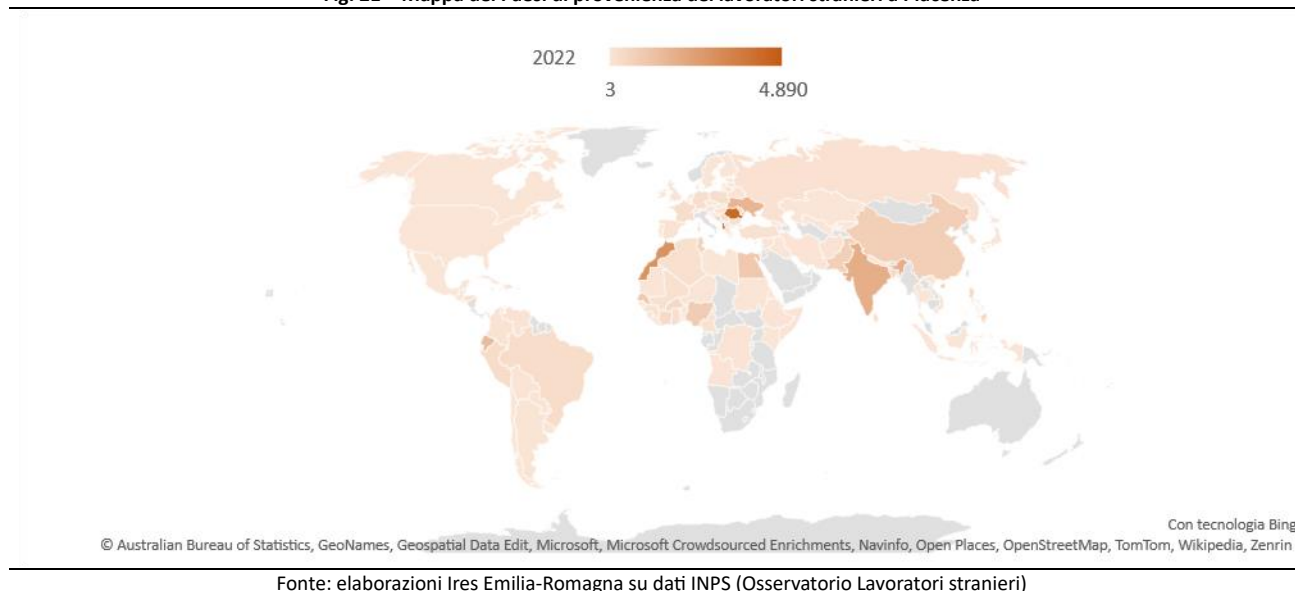 2022
3 4.890
Con tecnologia Bing
© Australian Bureau of Statistics, GeoNames, Geospatial Data Edit, Microsoft, Microsoft Crowdsourced Enrichments, Navinfo, Open Places, OpenStreetMap, TomTom, Wikipedia, Zenrin
Fonte: elaborazioni Ires Emilia-Romagna su dati INPS (Osservatorio Lavoratori stranieri)